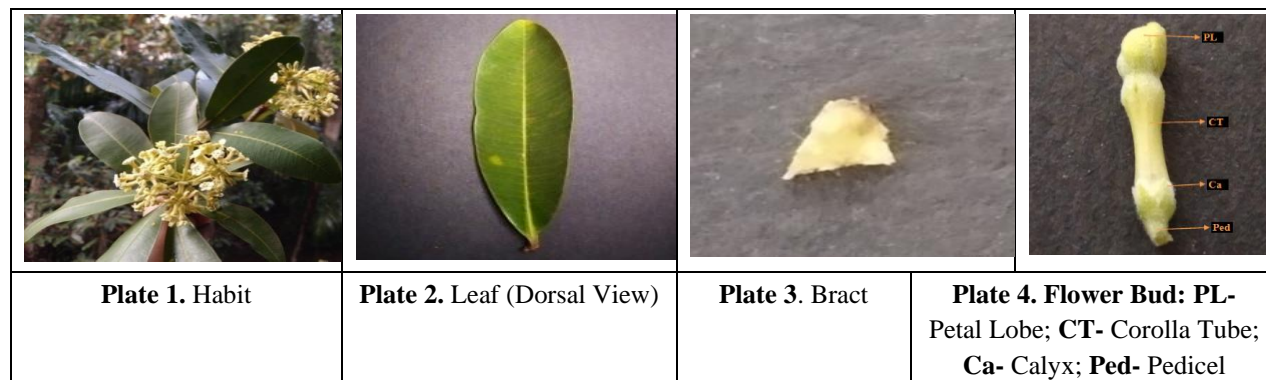 PL
CT
Ca
Ped
Plate 1. Habit
Plate 2. Leaf (Dorsal View)
Plate 3. Bract
Plate 4. Flower Bud: PL-
Petal Lobe; CT- Corolla Tube;
Ca- Calyx; Ped- Pedicel